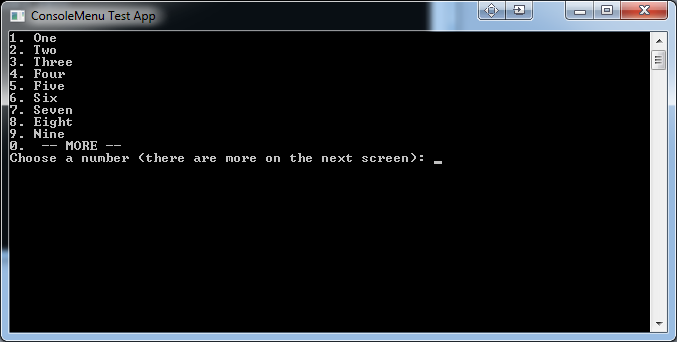 ConsoleMenu Test App
1. One
2. Two
3. Three
4. Four
5. Five
6. Six
7. Seven
8. Eight
9. Nine
0.  -- MORE --
Choose a number (there are more on the next screen): _